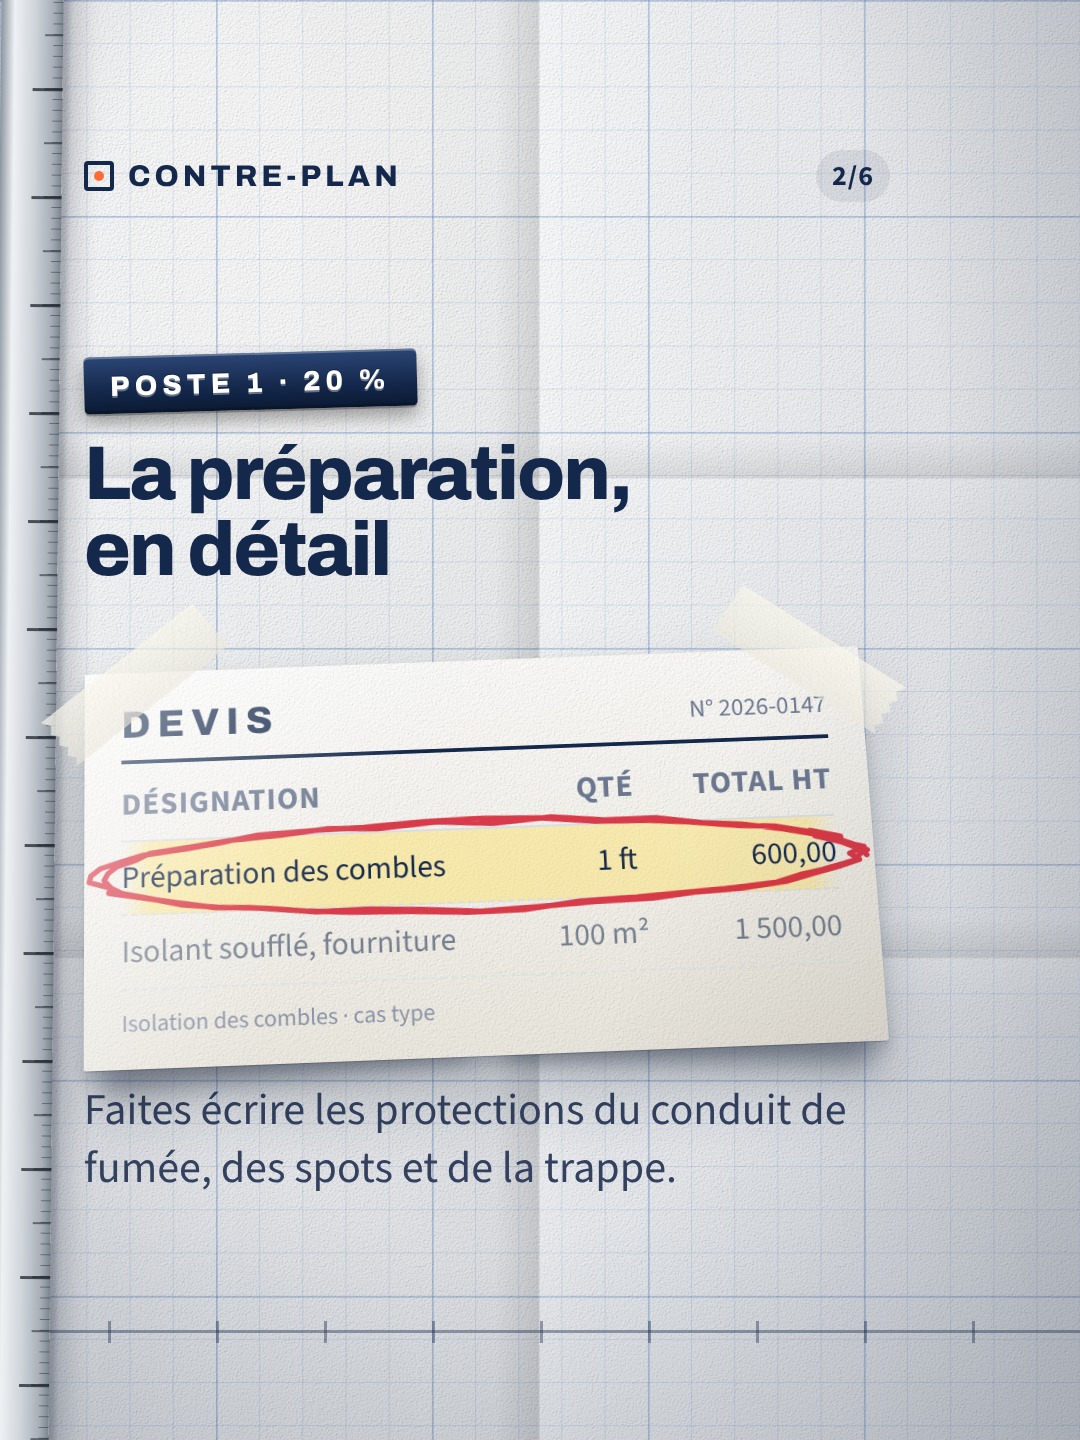 CONTRE-PLAN
2/6
POSTE 1 · 20 %
La préparation,
en détail
DEVIS
N° 2026-0147
DÉSIGNATION QTÉ TOTAL HT
Préparation des combles 1 ft 600,00
Isolant soufflé, fourniture 100 m² 1 500,00
Isolation des combles · cas type
Faites écrire les protections du conduit de
fumée, des spots et de la trappe.